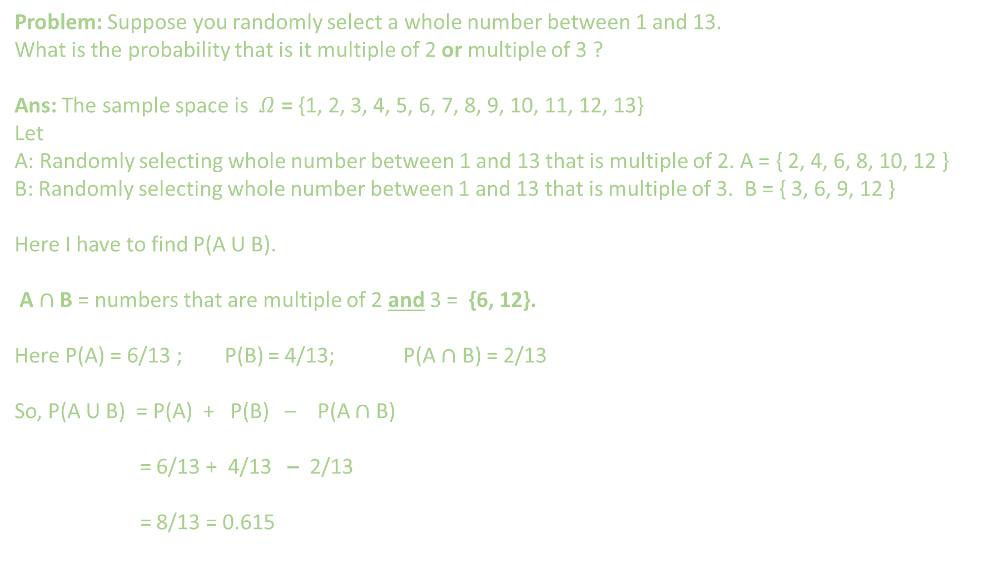 Problem: Suppose you randomly select a whole number between 1 and 13.
What is the probability that is it multiple of 2 or multiple of 3 ?
Ans: The sample space is Ω = {1, 2, 3, 4, 5, 6, 7, 8, 9, 10, 11, 12, 13}
Let
A: Randomly selecting whole number between 1 and 13 that is multiple of 2. A = { 2, 4, 6, 8, 10, 12 }
B: Randomly selecting whole number between 1 and 13 that is multiple of 3. B = { 3, 6, 9, 12 }
Here I have to find P(A U B).
A ∩ B = numbers that are multiple of 2 and 3 = {6, 12}.
Here P(A) = 6/13 ; P(B) = 4/13; P(A ∩ B) = 2/13
So, P(A U B) = P(A) + P(B) – P(A ∩ B)
= 6/13 + 4/13 – 2/13
= 8/13 = 0.615